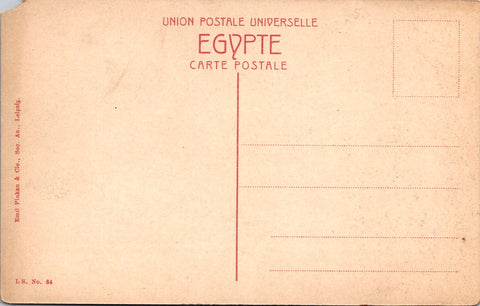 UNION POSTALE UNIVERSELLE
EGYPTE
CARTE POSTALE
Emil Pinkau & Cie., Soc. An., Leipzig.
I. N. No. 64